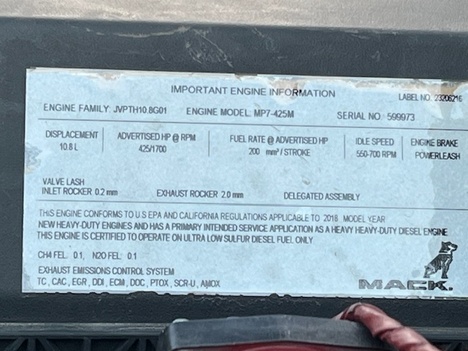 IMPORTANT ENGINE INFORMATION
LABEL NO. 23206216
ENGINE FAMILY: JVPTH10.8G01 ENGINE MODEL: MP7-425M SERIAL NO : 599973
DISPLACEMENT ADVERTISED HP @ RPM FUEL RATE @ ADVERTISED HP IDLE SPEED ENGINE BRAKE
10.8 L 425/1700 200 mm³ / STROKE 550-700 RPM POWERLEASH
VALVE LASH
INLET ROCKER 0.2 mm EXHAUST ROCKER 2.0 mm DELEGATED ASSEMBLY
THIS ENGINE CONFORMS TO U S EPA AND CALIFORNIA REGULATIONS APPLICABLE TO 2018 MODEL YEAR
NEW HEAVY-DUTY ENGINES AND HAS A PRIMARY INTENDED SERVICE APPLICATION AS A HEAVY HEAVY-DUTY DIESEL ENGINE
THIS ENGINE IS CERTIFIED TO OPERATE ON ULTRA LOW SULFUR DIESEL FUEL ONLY
CH4 FEL: 0.1, N2O FEL: 0.1
EXHAUST EMISSIONS CONTROL SYSTEM
TC , CAC , EGR , DDI , ECM , DOC , PTOX , SCR-U , AMOX
MACK.